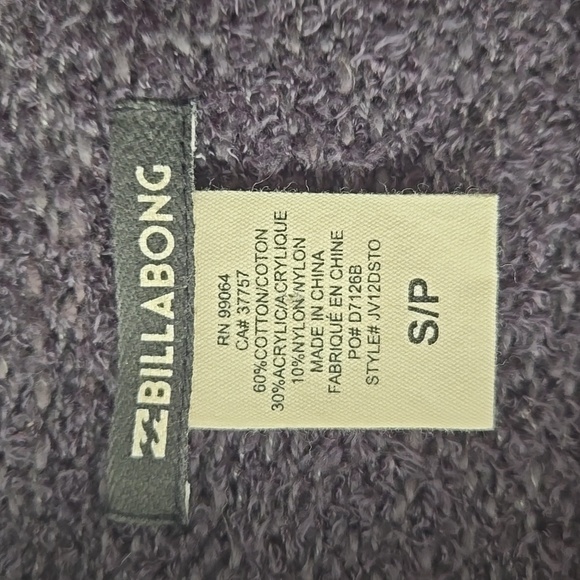 BILLABONG
RN 99064
CA# 37757
60%COTTON/COTON
30%ACRYLIC/ACRYLIQUE
10%NYLON/NYLON
MADE IN CHINA
FABRIQUÉ EN CHINE
PO# D7126B
STYLE# JV12DSTO
S/P